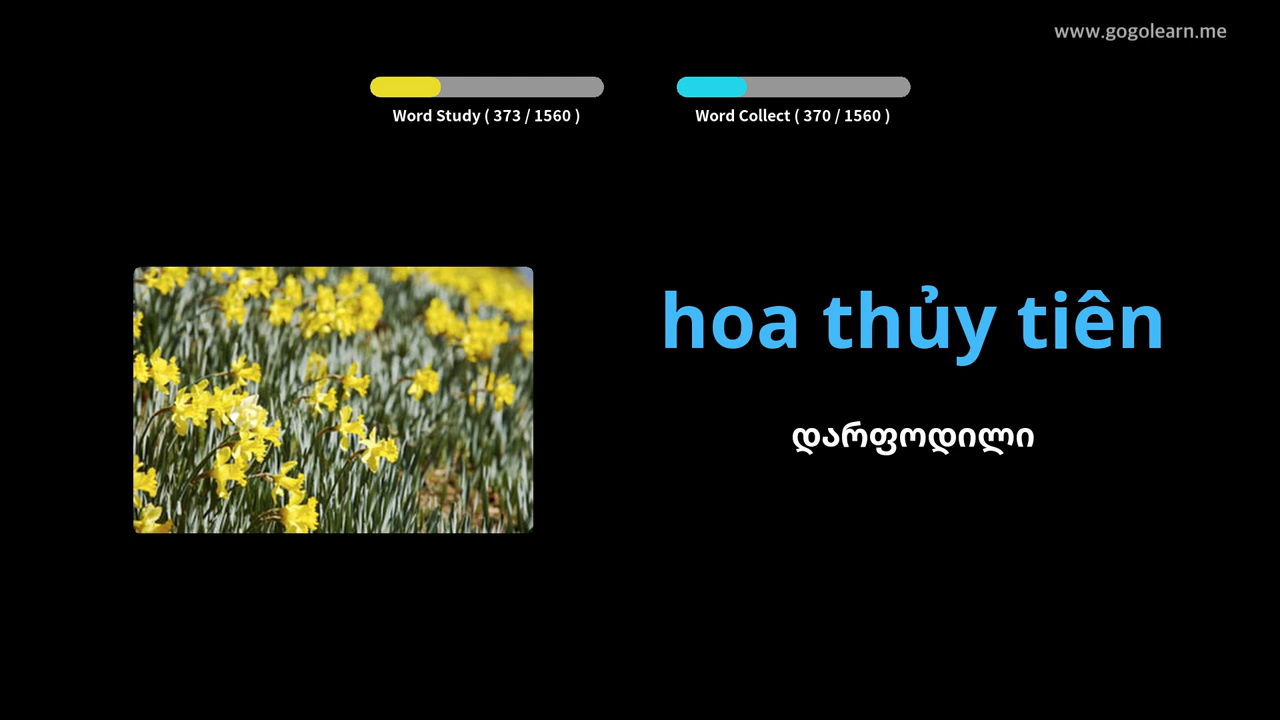 www.gogolearn.me
Word Study ( 373 / 1560 )
Word Collect ( 370 / 1560 )
hoa thủy tiên
დარფოდილი